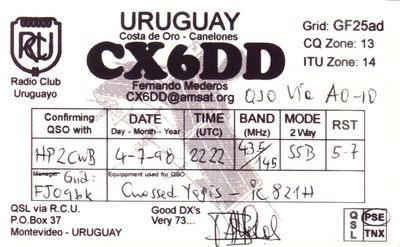 URUGUAY
Costa de Oro - Canelones
Grid: GF25ad
CQ Zone: 13
ITU Zone: 14
RCU
Radio Club
Uruguayo
CX6DD
Fernando Mederos
CX6DD@amsat.org
QSO Via AO-10
Confirming QSO with
DATE
Day - Month - Year
TIME
(UTC)
BAND
(MHz)
MODE
2 Way
RST
HP2CWB
4-7-98
2222
435/145
SSB
5-7
Manager:
Grid:
FJ09bk
Equipment used for QSO:
Crossed Yagis - IC821H
QSL via R.C.U.
P.O.Box 37
Montevideo - URUGUAY
Good DX's
Very 73...
QSL
PSE
TNX